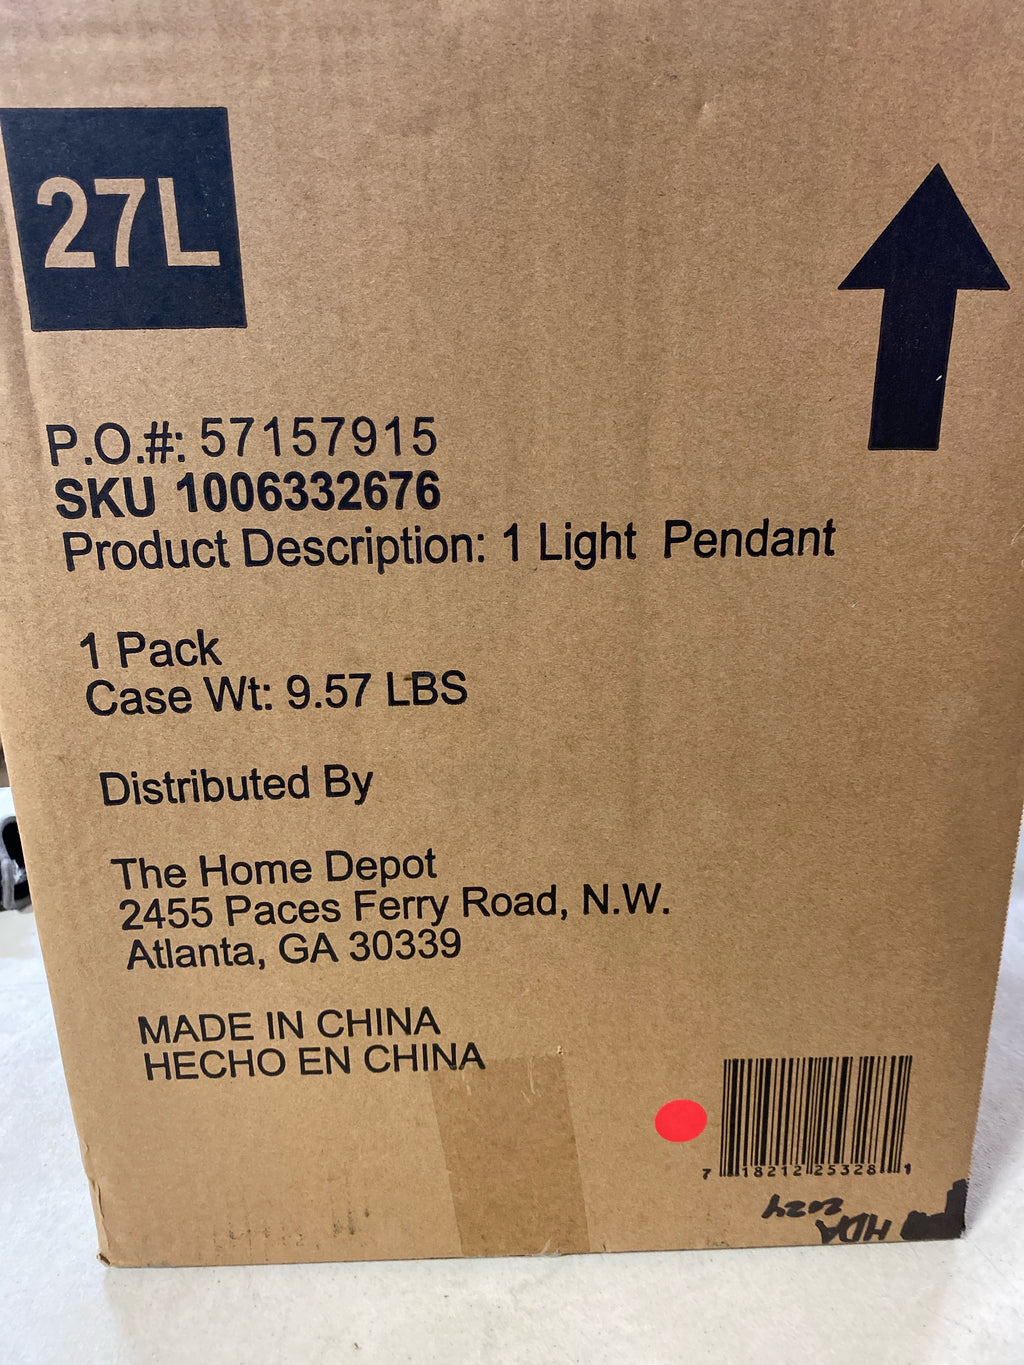 27L
P.O.#: 57157915
SKU 1006332676
Product Description: 1 Light Pendant
1 Pack
Case Wt: 9.57 LBS
Distributed By
The Home Depot
2455 Paces Ferry Road, N.W.
Atlanta, GA 30339
MADE IN CHINA
HECHO EN CHINA
7 18212 25328 1
HDA
2024